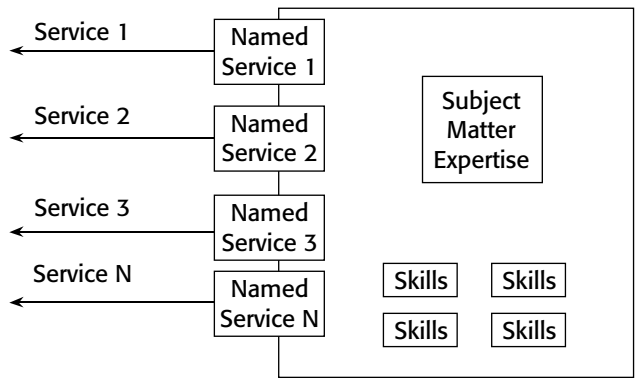 Service 1
Named
Service 1
Service 2
Named
Service 2
Service 3
Named
Service 3
Service N
Named
Service N
Subject
Matter
Expertise
Skills
Skills
Skills
Skills